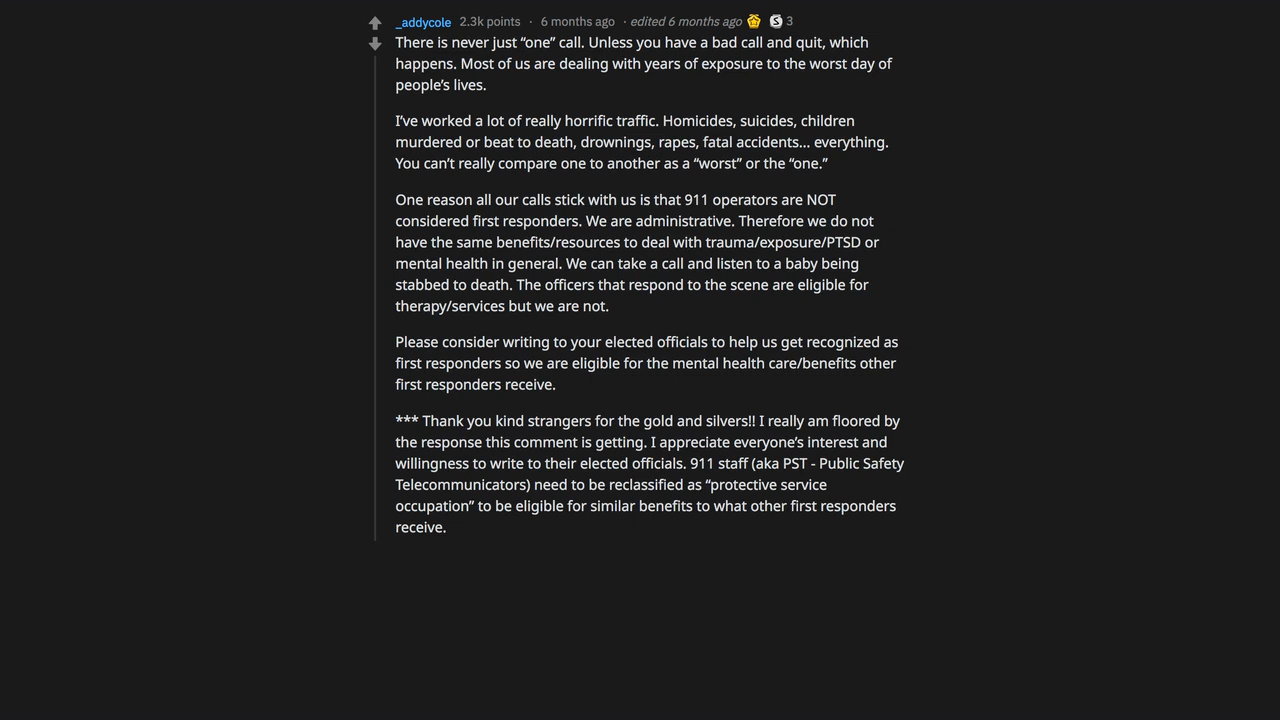 _addycole 2.3k points · 6 months ago · edited 6 months ago S 3
There is never just “one” call. Unless you have a bad call and quit, which
happens. Most of us are dealing with years of exposure to the worst day of
people’s lives.
I’ve worked a lot of really horrific traffic. Homicides, suicides, children
murdered or beat to death, drownings, rapes, fatal accidents... everything.
You can’t really compare one to another as a “worst” or the “one.”
One reason all our calls stick with us is that 911 operators are NOT
considered first responders. We are administrative. Therefore we do not
have the same benefits/resources to deal with trauma/exposure/PTSD or
mental health in general. We can take a call and listen to a baby being
stabbed to death. The officers that respond to the scene are eligible for
therapy/services but we are not.
Please consider writing to your elected officials to help us get recognized as
first responders so we are eligible for the mental health care/benefits other
first responders receive.
*** Thank you kind strangers for the gold and silvers!! I really am floored by
the response this comment is getting. I appreciate everyone’s interest and
willingness to write to their elected officials. 911 staff (aka PST - Public Safety
Telecommunicators) need to be reclassified as “protective service
occupation” to be eligible for similar benefits to what other first responders
receive.